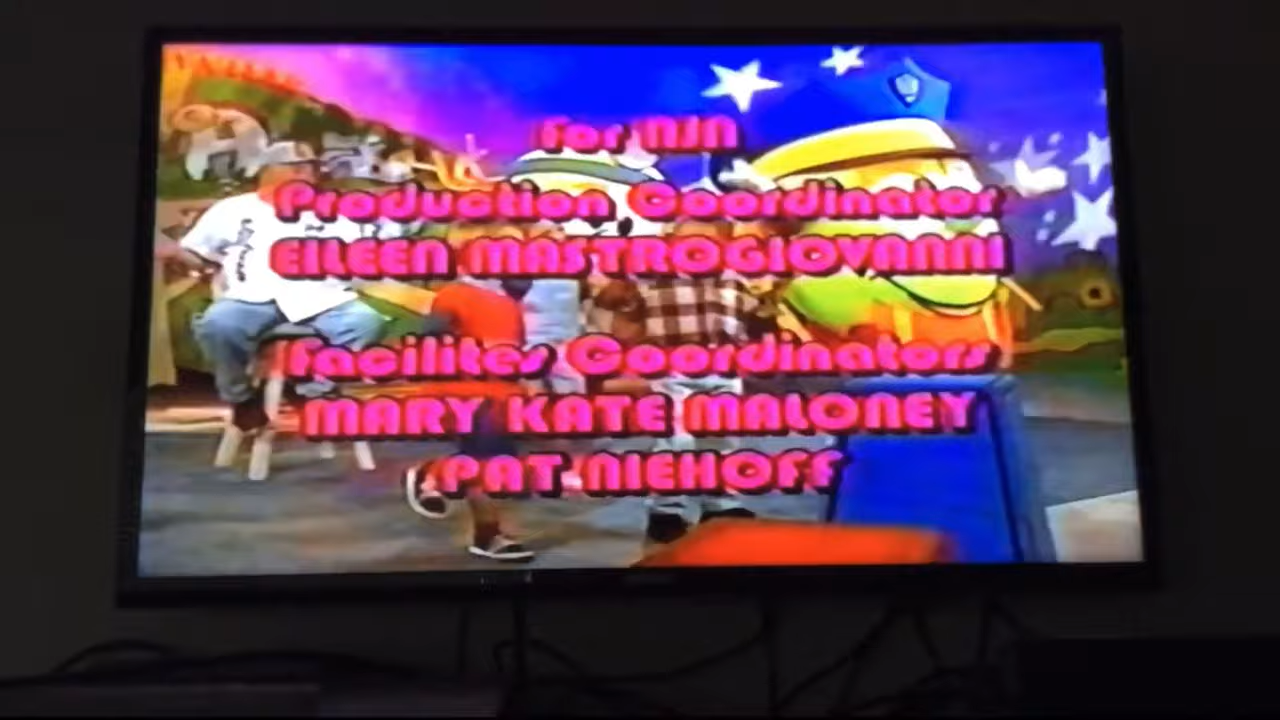 For NJN
Production Coordinator
EILEEN MASTROGIOVANNI
Facilites Coordinators
MARY KATE MALONEY
PAT NIEHOFF